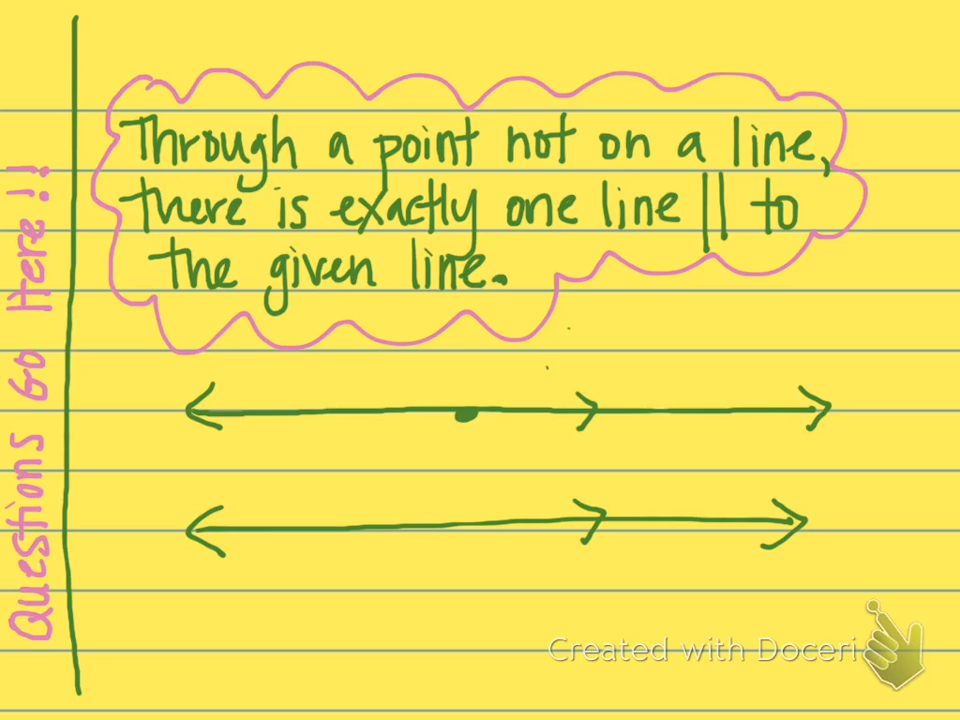 Through a point not on a line,
there is exactly one line || to
the given line.
Questions Go Here!!
Created with Doceri